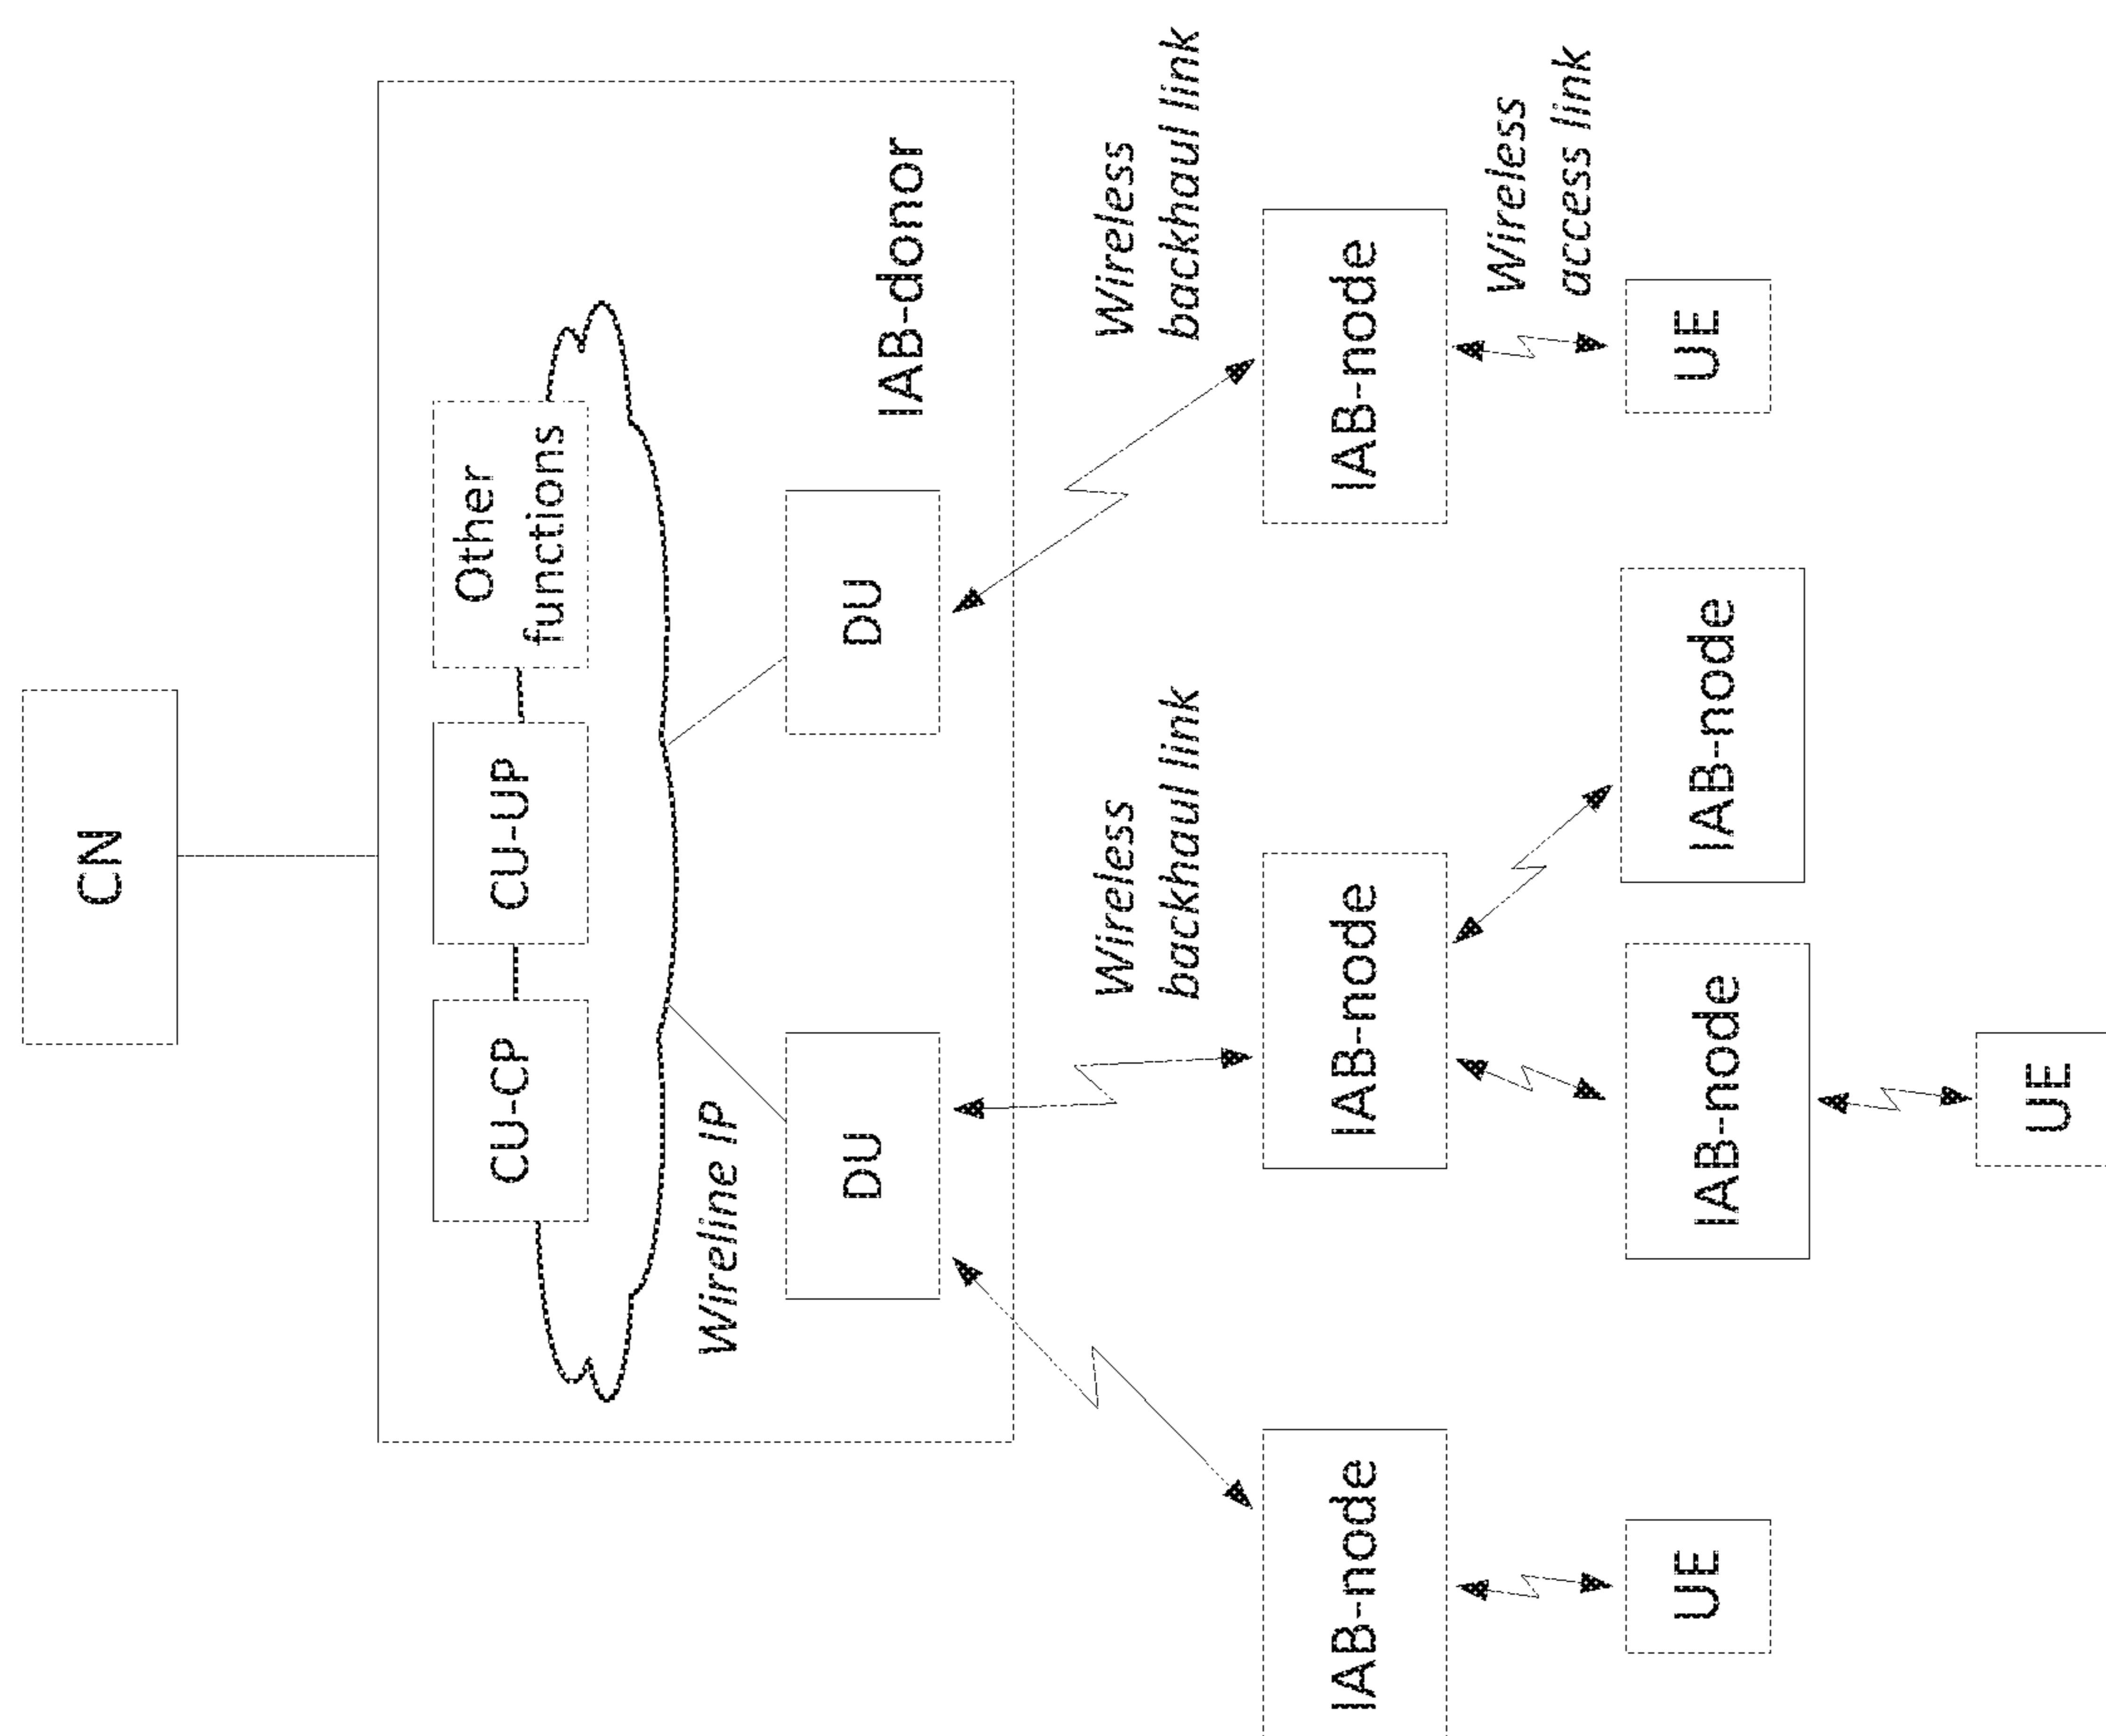 CN
CU-CP
CU-UP
Other
functions
Wireline IP
DU
DU
IAB-donor
Wireless
backhaul link
Wireless
backhaul link
IAB-node
IAB-node
IAB-node
Wireless
access link
UE
IAB-node
IAB-node
UE
UE